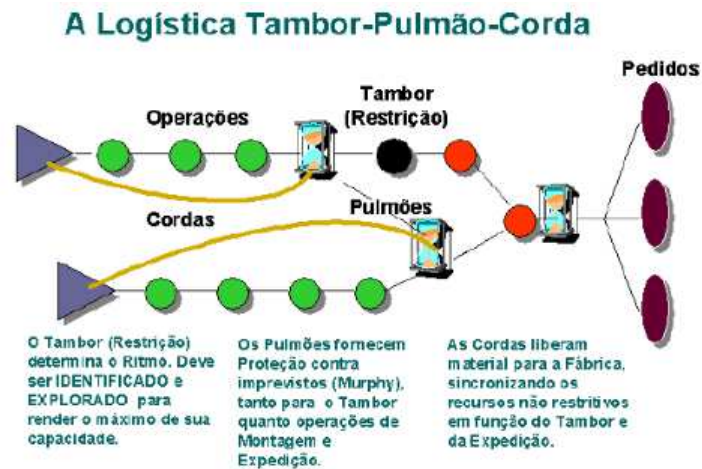 A Logística Tambor-Pulmão-Corda
Pedidos
Operações
Tambor
(Restrição)
Cordas
Pulmões
O Tambor (Restrição)
determina o Ritmo. Deve
ser IDENTIFICADO e
EXPLORADO para
render o máximo de sua
capacidade.
Os Pulmões fornecem
Proteção contra
imprevistos (Murphy),
tanto para o Tambor
quanto operações de
Montagem e
Expedição.
As Cordas liberam
material para a Fábrica,
sincronizando os
recursos não restritivos
em função do Tambor e
da Expedição.